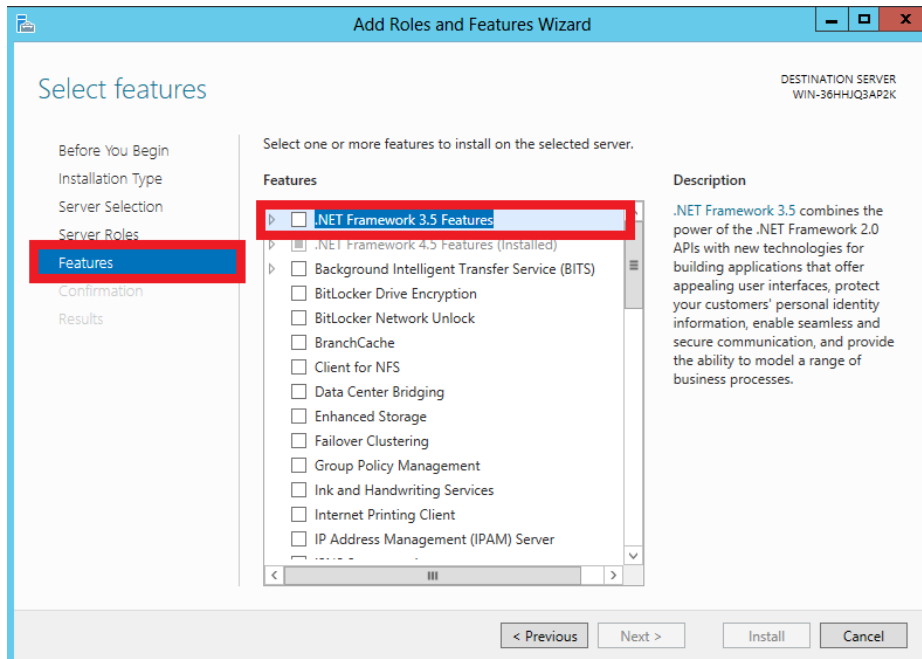 Add Roles and Features Wizard
Select features
DESTINATION SERVER
WIN-36HHJQ3AP2K
Before You Begin
Installation Type
Server Selection
Server Roles
Features
Confirmation
Results
Select one or more features to install on the selected server.
Features
.NET Framework 3.5 Features
.NET Framework 4.5 Features (Installed)
Background Intelligent Transfer Service (BITS)
BitLocker Drive Encryption
BitLocker Network Unlock
BranchCache
Client for NFS
Data Center Bridging
Enhanced Storage
Failover Clustering
Group Policy Management
Ink and Handwriting Services
Internet Printing Client
IP Address Management (IPAM) Server
Description
.NET Framework 3.5 combines the
power of the .NET Framework 2.0
APIs with new technologies for
building applications that offer
appealing user interfaces, protect
your customers' personal identity
information, enable seamless and
secure communication, and provide
the ability to model a range of
business processes.
< Previous
Next >
Install
Cancel